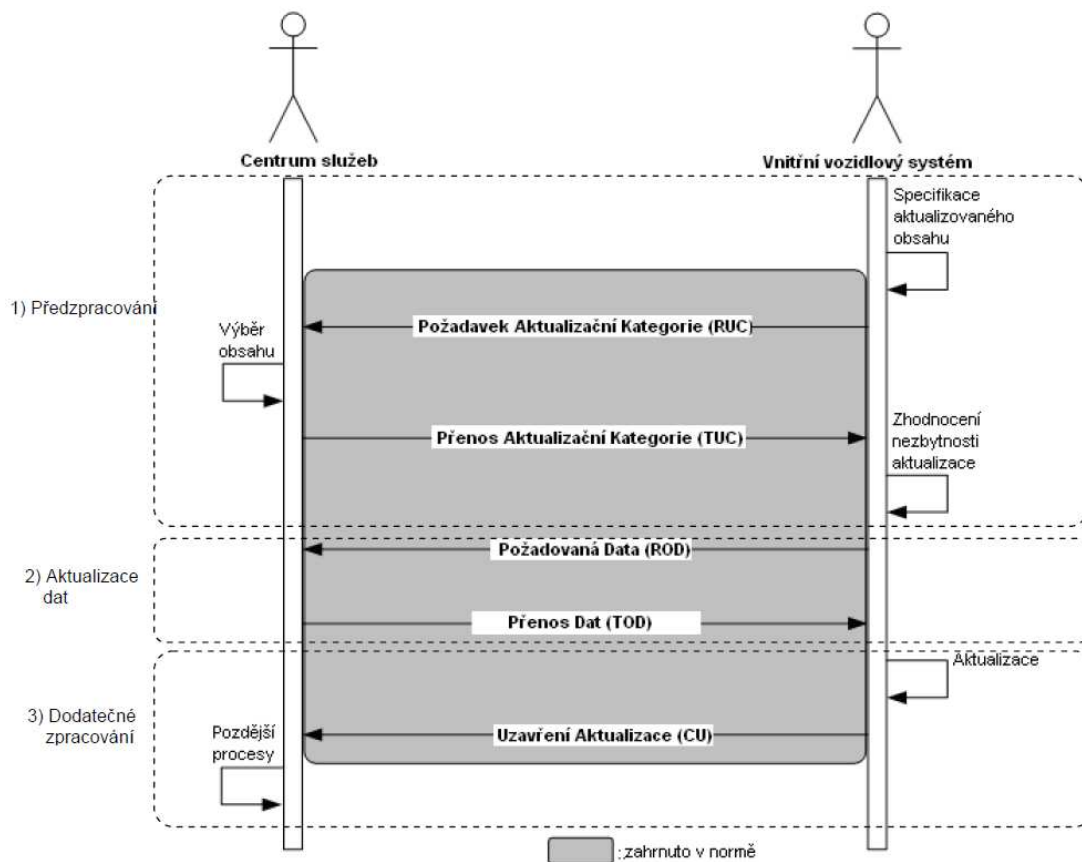 Centrum služeb
Vnitřní vozidlový systém
Specifikace
aktualizovaného
obsahu
1) Předzpracování
Požadavek Aktualizační Kategorie (RUC)
Výběr
obsahu
Přenos Aktualizační Kategorie (TUC)
Zhodnocení
nezbytnosti
aktualizace
2) Aktualizace
dat
Požadovaná Data (ROD)
Přenos Dat (TOD)
Aktualizace
3) Dodatečné
zpracování
Uzavření Aktualizace (CU)
Pozdější
procesy
:zahrnuto v normě